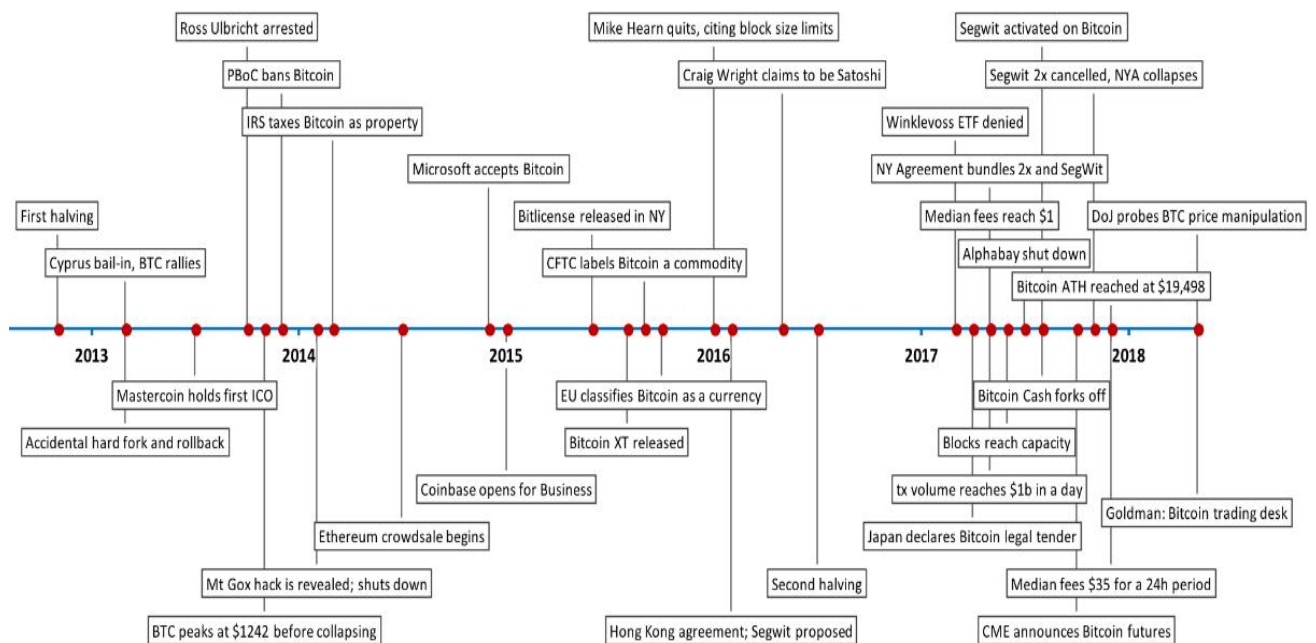 Ross Ulbricht arrested
Mike Hearn quits, citing block size limits
Segwit activated on Bitcoin
PBoC bans Bitcoin
Craig Wright claims to be Satoshi
Segwit 2x cancelled, NYA collapses
IRS taxes Bitcoin as property
Winklevoss ETF denied
Microsoft accepts Bitcoin
NY Agreement bundles 2x and SegWit
First halving
Bitlicense released in NY
Median fees reach $1
DoJ probes BTC price manipulation
Cyprus bail-in, BTC rallies
CFTC labels Bitcoin a commodity
Alphabay shut down
Bitcoin ATH reached at $19,498
2013
2014
2015
2016
2017
2018
Mastercoin holds first ICO
EU classifies Bitcoin as a currency
Bitcoin Cash forks off
Accidental hard fork and rollback
Bitcoin XT released
Blocks reach capacity
Coinbase opens for Business
tx volume reaches $1b in a day
Goldman: Bitcoin trading desk
Ethereum crowdsale begins
Japan declares Bitcoin legal tender
Mt Gox hack is revealed; shuts down
Second halving
Median fees $35 for a 24h period
BTC peaks at $1242 before collapsing
Hong Kong agreement; Segwit proposed
CME announces Bitcoin futures